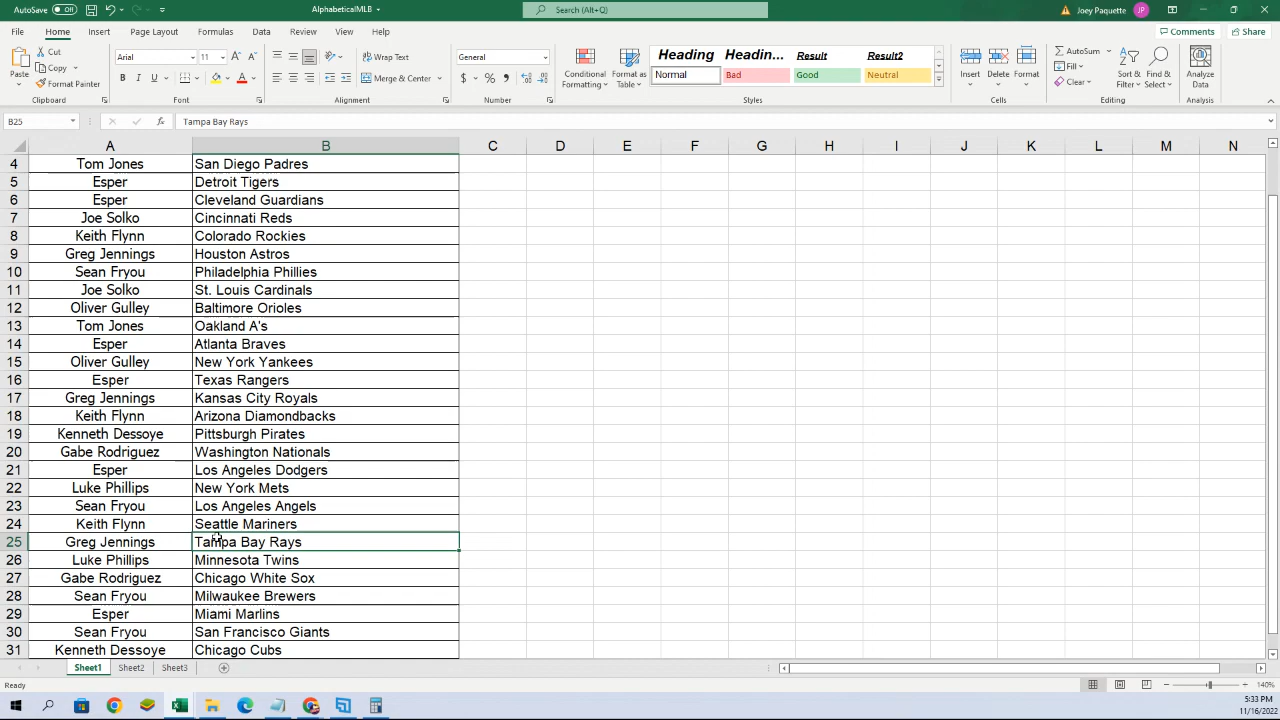 AutoSave Off AlphabeticalMLB Search (Alt+Q) Joey Paquette JP
File Home Insert Page Layout Formulas Data Review View Help Comments Share
Paste Cut Copy Format Painter Clipboard
Arial 11 B I U A Font
Wrap Text Merge & Center Alignment
General $ % , Number
Conditional Formatting Format as Table
Heading Headin... Result Result2
Normal Bad Good Neutral
Styles
Insert Delete Format Cells
AutoSum Fill Clear Sort & Filter Find & Select Editing
Analyze Data Analysis
B25 fx Tampa Bay Rays
A B C D E F G H I J K L M N
4 Tom Jones San Diego Padres
5 Esper Detroit Tigers
6 Esper Cleveland Guardians
7 Joe Solko Cincinnati Reds
8 Keith Flynn Colorado Rockies
9 Greg Jennings Houston Astros
10 Sean Fryou Philadelphia Phillies
11 Joe Solko St. Louis Cardinals
12 Oliver Gulley Baltimore Orioles
13 Tom Jones Oakland A's
14 Esper Atlanta Braves
15 Oliver Gulley New York Yankees
16 Esper Texas Rangers
17 Greg Jennings Kansas City Royals
18 Keith Flynn Arizona Diamondbacks
19 Kenneth Dessoye Pittsburgh Pirates
20 Gabe Rodriguez Washington Nationals
21 Esper Los Angeles Dodgers
22 Luke Phillips New York Mets
23 Sean Fryou Los Angeles Angels
24 Keith Flynn Seattle Mariners
25 Greg Jennings Tampa Bay Rays
26 Luke Phillips Minnesota Twins
27 Gabe Rodriguez Chicago White Sox
28 Sean Fryou Milwaukee Brewers
29 Esper Miami Marlins
30 Sean Fryou San Francisco Giants
31 Kenneth Dessoye Chicago Cubs
Sheet1 Sheet2 Sheet3
Ready 140%
5:33 PM
11/16/2022